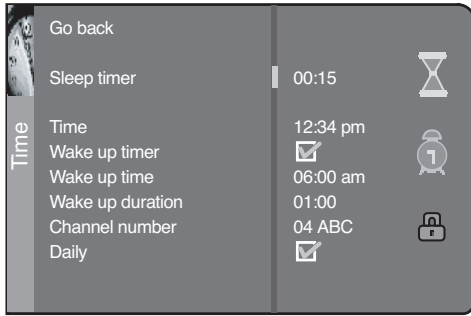 Time
Go back
Sleep timer 00:15
Time 12:34 pm
Wake up timer
Wake up time 06:00 am
Wake up duration 01:00
Channel number 04 ABC
Daily
1